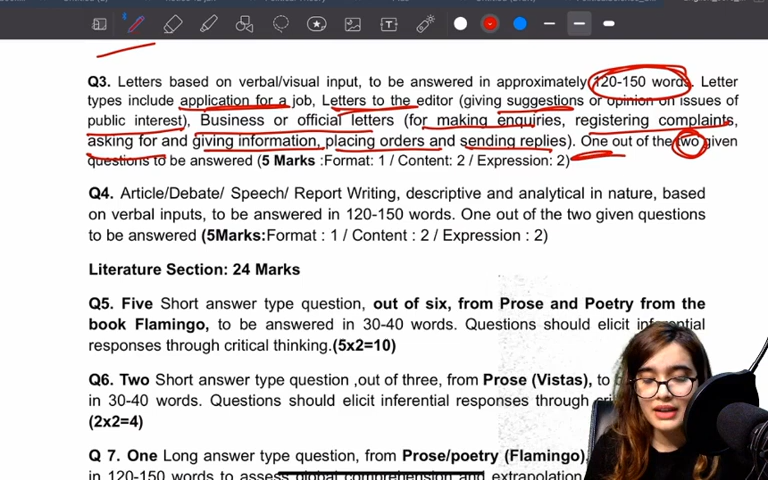 Q3. Letters based on verbal/visual input, to be answered in approximately 120-150 words. Letter
types include application for a job, Letters to the editor (giving suggestions or opinion on issues of
public interest), Business or official letters (for making enquiries, registering complaints,
asking for and giving information, placing orders and sending replies). One out of the two given
questions to be answered (5 Marks :Format: 1 / Content: 2 / Expression: 2)
Q4. Article/Debate/ Speech/ Report Writing, descriptive and analytical in nature, based
on verbal inputs, to be answered in 120-150 words. One out of the two given questions
to be answered (5Marks:Format : 1 / Content : 2 / Expression : 2)
Literature Section: 24 Marks
Q5. Five Short answer type question, out of six, from Prose and Poetry from the
book Flamingo, to be answered in 30-40 words. Questions should elicit inferential
responses through critical thinking.(5x2=10)
Q6. Two Short answer type question ,out of three, from Prose (Vistas), to
in 30-40 words. Questions should elicit inferential responses through
(2x2=4)
Q 7. One Long answer type question, from Prose/poetry (Flamingo),
in 120-150 words to assess global comprehension and extrapolation